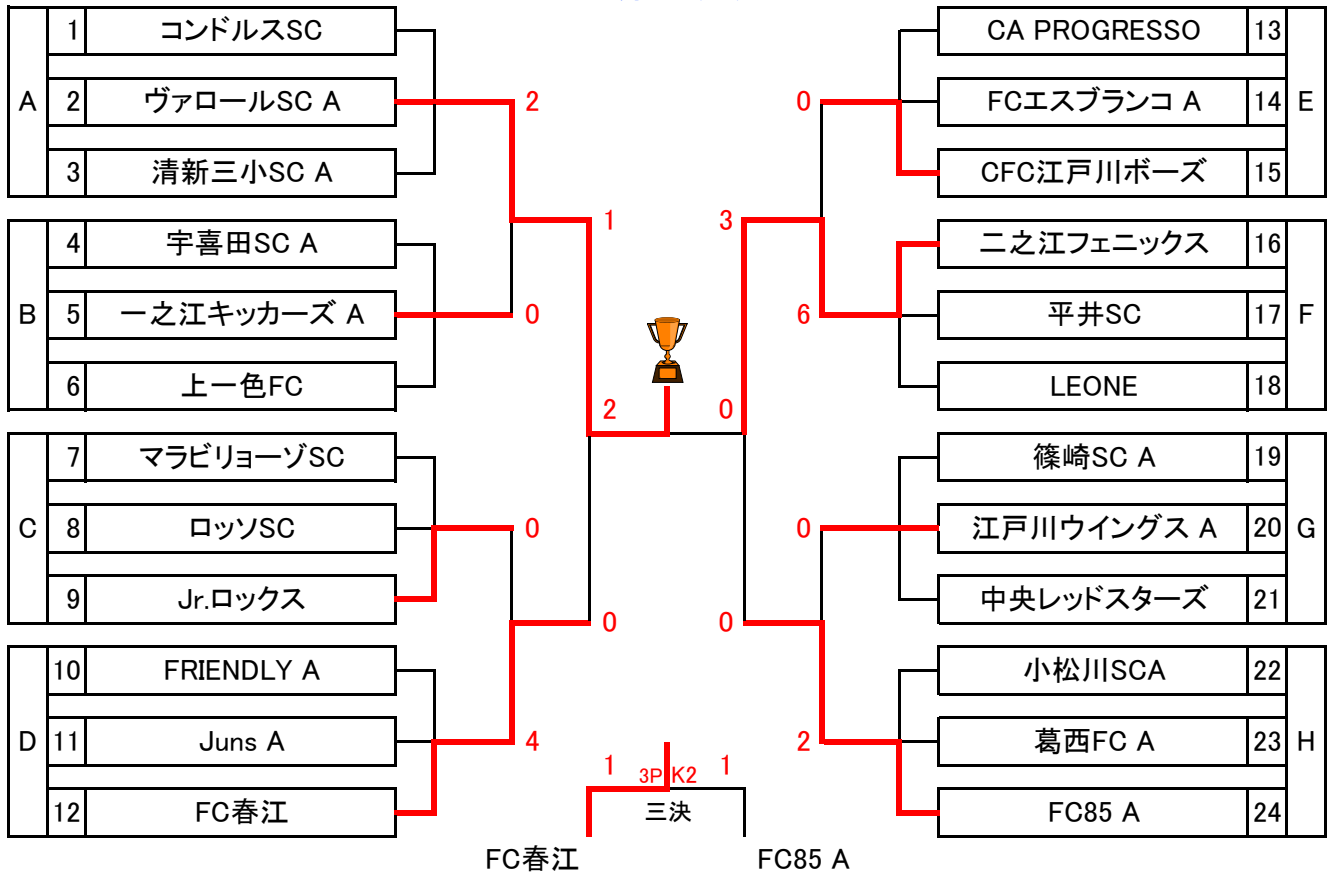 1 コンドルスSC
A 2 ヴァロールSC A 2
3 清新三小SC A
1
4 宇喜田SC A
B 5 一之江キッカーズ A 0
6 上一色FC
2
7 マラビリョーゾSC
C 8 ロッソSC 0
9 Jr.ロックス
0
10 FRIENDLY A
D 11 Juns A 4
12 FC春江
CA PROGRESSO 13
0 FCエスブランコ A 14 E
CFC江戸川ボーズ 15
3
二之江フェニックス 16
6 平井SC 17 F
LEONE 18
0
篠崎SC A 19
0 江戸川ウイングス A 20 G
中央レッドスターズ 21
0
小松川SCA 22
2 葛西FC A 23 H
FC85 A 24
1 3PK2 1
三決
FC春江 FC85 A